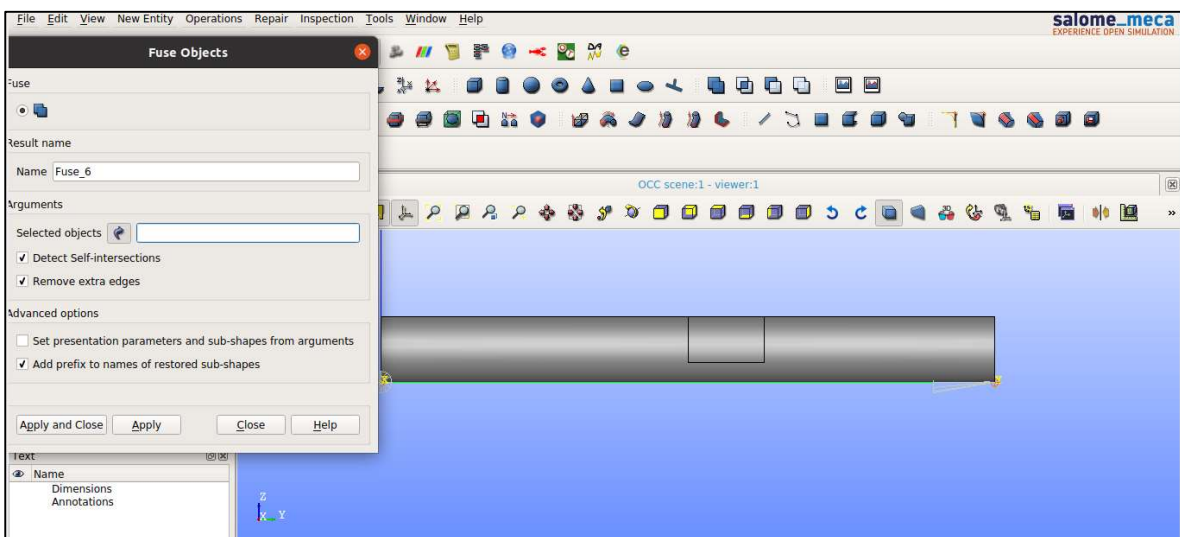 File Edit View New Entity Operations Repair Inspection Tools Window Help
salome_meca
EXPERIENCE OPEN SIMULATION
Fuse Objects
Fuse
Result name
Name Fuse_6
OCC scene:1 - viewer:1
Arguments
Selected objects
Detect Self-intersections
Remove extra edges
Advanced options
Set presentation parameters and sub-shapes from arguments
Add prefix to names of restored sub-shapes
Apply and Close Apply Close Help
Text
Name
Dimensions
Annotations
Z
X Y